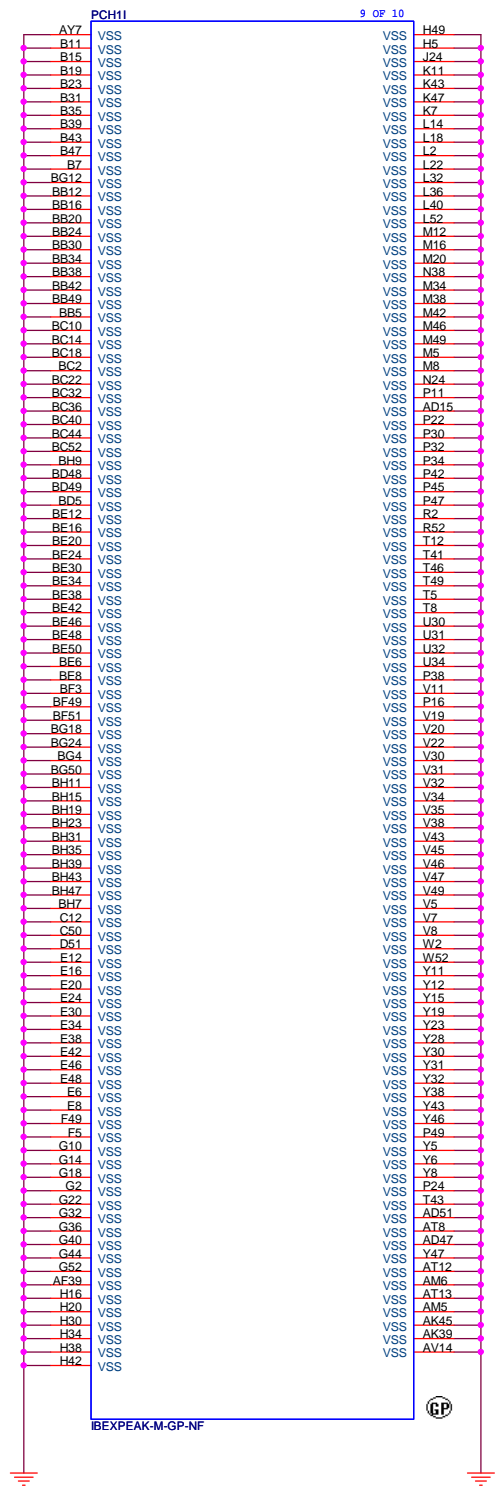 PCH1I 9 OF 10
AY7 VSS VSS H49
B11 VSS VSS H5
B15 VSS VSS J24
B19 VSS VSS K11
B23 VSS VSS K43
B31 VSS VSS K47
B35 VSS VSS K7
B39 VSS VSS L14
B43 VSS VSS L18
B47 VSS VSS L2
B7 VSS VSS L22
BG12 VSS VSS L32
BB12 VSS VSS L36
BB16 VSS VSS L40
BB20 VSS VSS L52
BB24 VSS VSS M12
BB30 VSS VSS M16
BB34 VSS VSS M20
BB38 VSS VSS N38
BB42 VSS VSS M34
BB49 VSS VSS M38
BB5 VSS VSS M42
BC10 VSS VSS M46
BC14 VSS VSS M49
BC18 VSS VSS M5
BC2 VSS VSS M8
BC22 VSS VSS N24
BC32 VSS VSS P11
BC36 VSS VSS AD15
BC40 VSS VSS P22
BC44 VSS VSS P30
BC52 VSS VSS P32
BH9 VSS VSS P34
BD48 VSS VSS P42
BD49 VSS VSS P45
BD5 VSS VSS P47
BE12 VSS VSS R2
BE16 VSS VSS R52
BE20 VSS VSS T12
BE24 VSS VSS T41
BE30 VSS VSS T46
BE34 VSS VSS T49
BE38 VSS VSS T5
BE42 VSS VSS T8
BE46 VSS VSS U30
BE48 VSS VSS U31
BE50 VSS VSS U32
BE6 VSS VSS U34
BE8 VSS VSS P38
BF3 VSS VSS V11
BF49 VSS VSS P16
BF51 VSS VSS V19
BG18 VSS VSS V20
BG24 VSS VSS V22
BG4 VSS VSS V30
BG50 VSS VSS V31
BH11 VSS VSS V32
BH15 VSS VSS V34
BH19 VSS VSS V35
BH23 VSS VSS V38
BH31 VSS VSS V43
BH35 VSS VSS V45
BH39 VSS VSS V46
BH43 VSS VSS V47
BH47 VSS VSS V49
BH7 VSS VSS V5
C12 VSS VSS V7
C50 VSS VSS V8
D51 VSS VSS W2
E12 VSS VSS W52
E16 VSS VSS Y11
E20 VSS VSS Y12
E24 VSS VSS Y15
E30 VSS VSS Y19
E34 VSS VSS Y23
E38 VSS VSS Y28
E42 VSS VSS Y30
E46 VSS VSS Y31
E48 VSS VSS Y32
E6 VSS VSS Y38
E8 VSS VSS Y43
F49 VSS VSS Y46
F5 VSS VSS P49
G10 VSS VSS Y5
G14 VSS VSS Y6
G18 VSS VSS Y8
G2 VSS VSS P24
G22 VSS VSS T43
G32 VSS VSS AD51
G36 VSS VSS AT8
G40 VSS VSS AD47
G44 VSS VSS Y47
G52 VSS VSS AT12
AF39 VSS VSS AM6
H16 VSS VSS AT13
H20 VSS VSS AM5
H30 VSS VSS AK45
H34 VSS VSS AK39
H38 VSS VSS AV14
H42 VSS
GP
IBEXPEAK-M-GP-NF